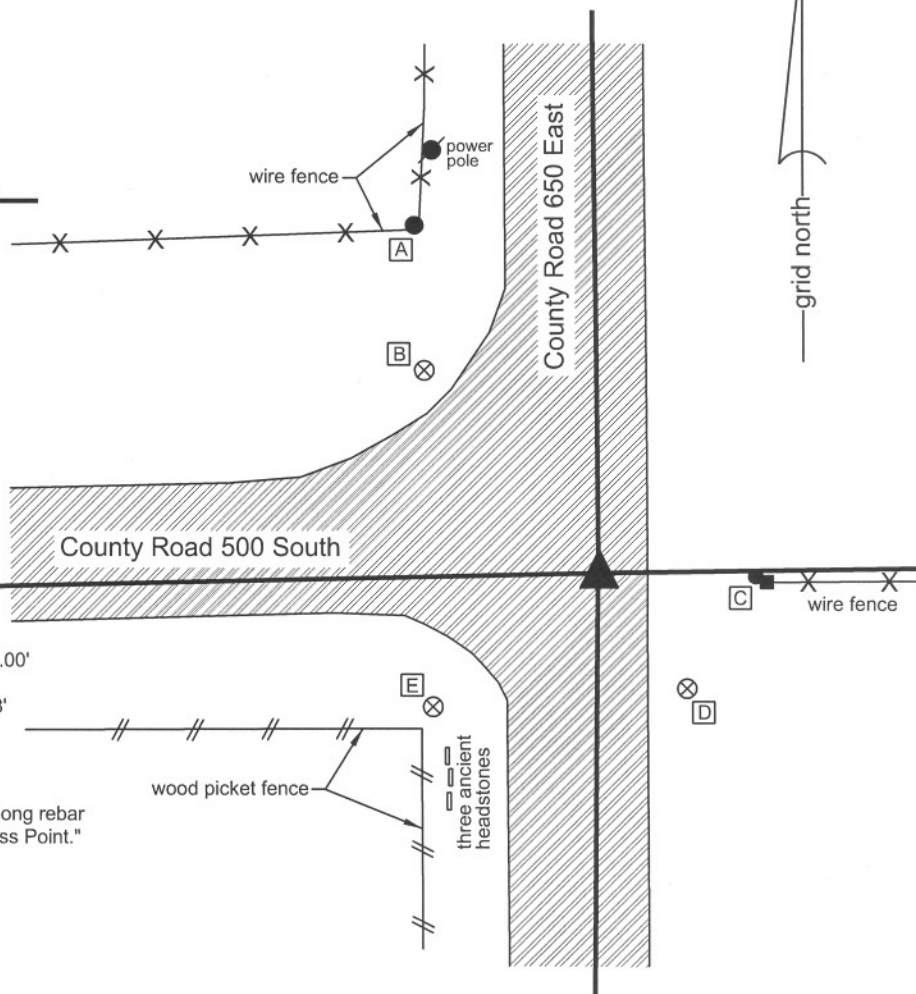 power
pole
wire fence
County Road 650 East
grid north
A
B
County Road 500 South
C
wire fence
.00'
E
D
three ancient
headstones
wood picket fence
ong rebar
ss Point."